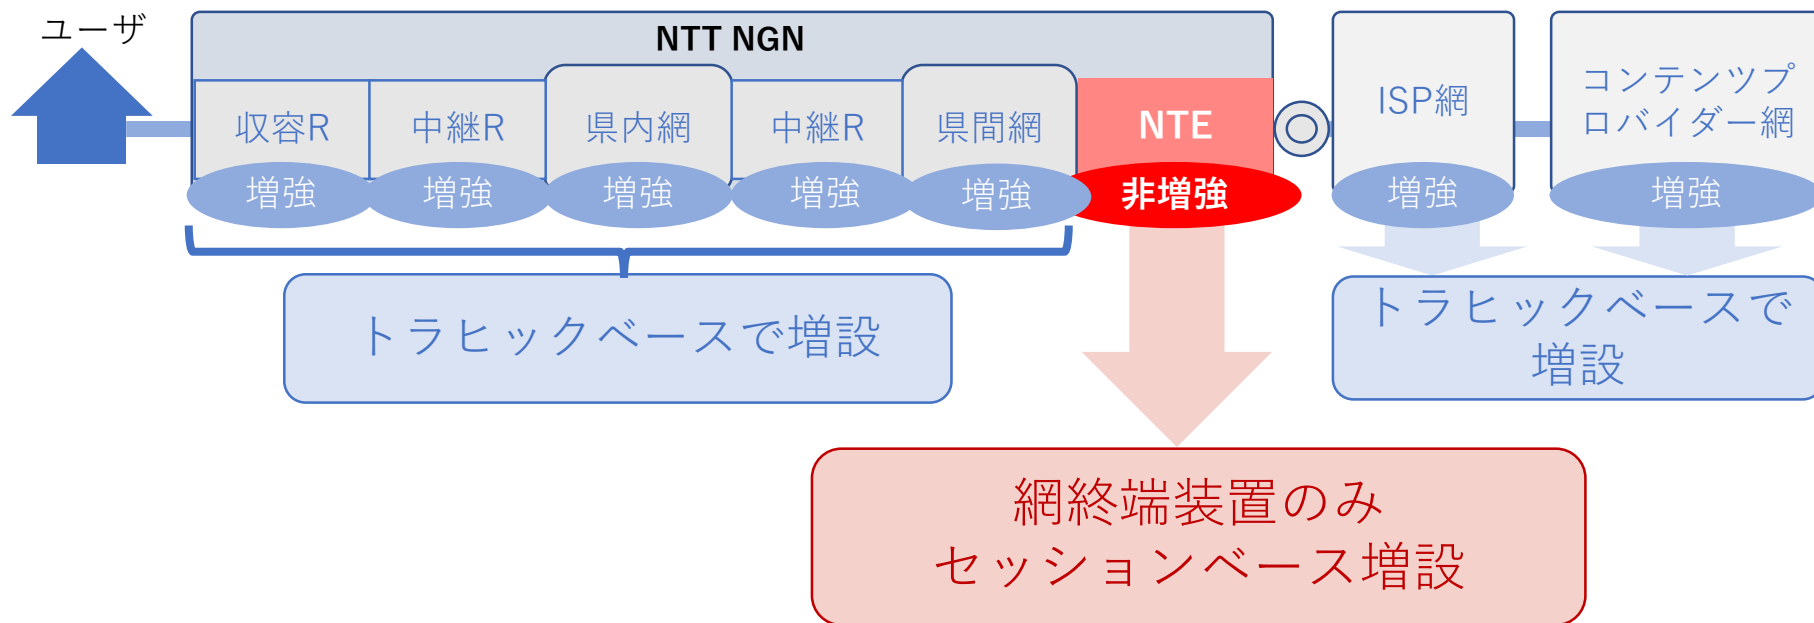 ユーザ
NTT NGN
収容R
中継R
県内網
中継R
県間網
NTE
ISP網
コンテンツプ
ロバイダー網
増強
増強
増強
増強
増強
非増強
増強
増強
トラヒックベースで増設
トラヒックベースで
増設
網終端装置のみ
セッションベース増設